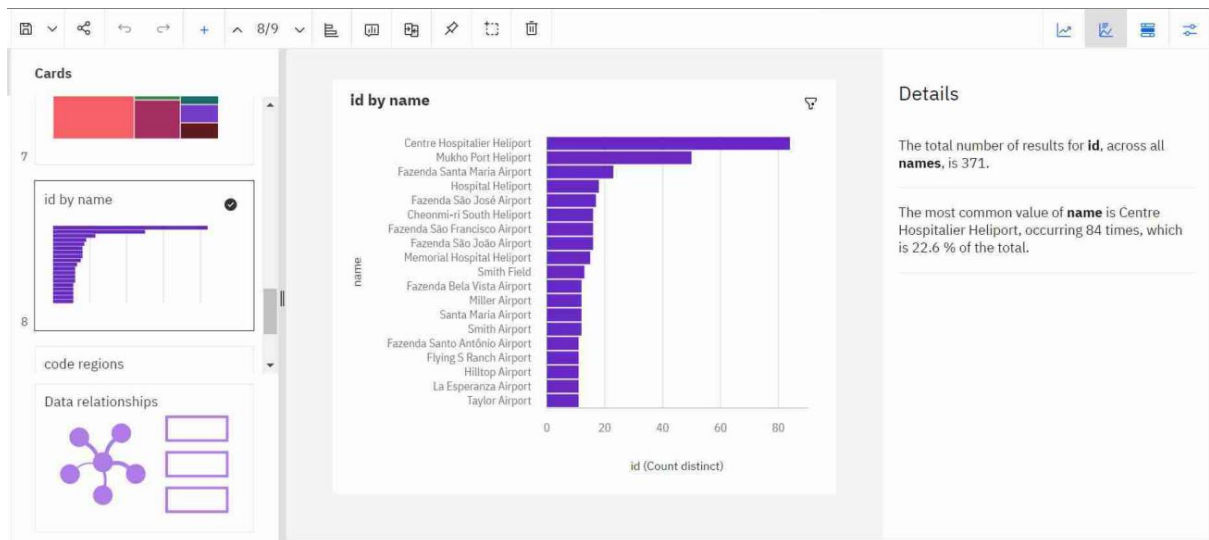 8/9
Cards
7
id by name
8
code regions
Data relationships
id by name
name
Centre Hospitalier Heliport
Mukho Port Heliport
Fazenda Santa Maria Airport
Hospital Heliport
Fazenda São José Airport
Cheonmi-ri South Heliport
Fazenda São Francisco Airport
Fazenda São João Airport
Memorial Hospital Heliport
Smith Field
Fazenda Bela Vista Airport
Miller Airport
Santa Maria Airport
Smith Airport
Fazenda Santo Antônio Airport
Flying S Ranch Airport
Hilltop Airport
La Esperanza Airport
Taylor Airport
0 20 40 60 80
id (Count distinct)
Details
The total number of results for id, across all
names, is 371.
The most common value of name is Centre
Hospitalier Heliport, occurring 84 times, which
is 22.6 % of the total.